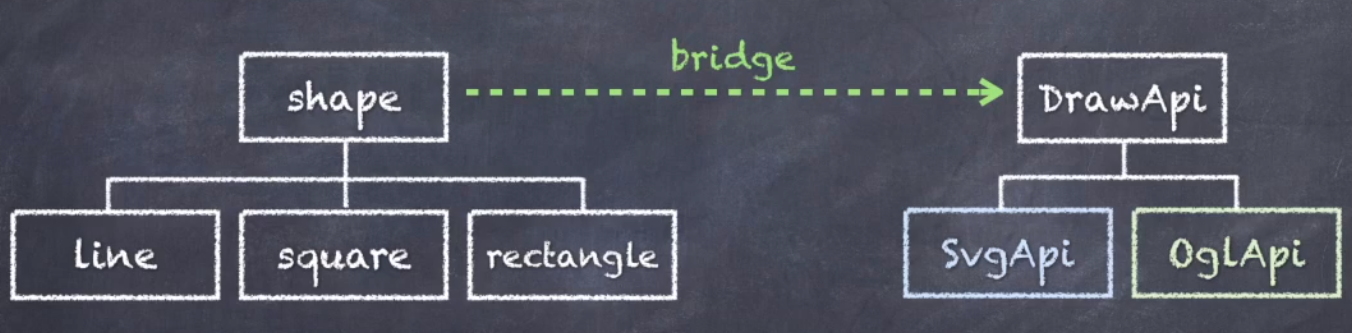 bridge
shape
DrawApi
line
square
rectangle
SvgApi
OglApi